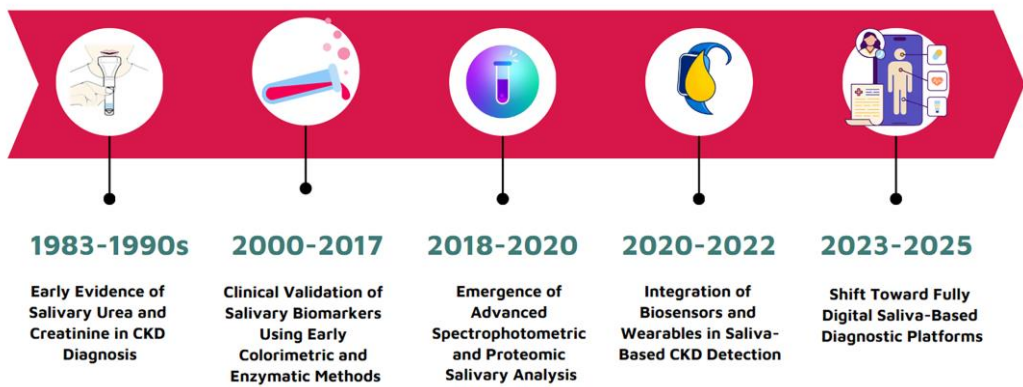 1983-1990s
Early Evidence of
Salivary Urea and
Creatinine in CKD
Diagnosis
2000-2017
Clinical Validation of
Salivary Biomarkers
Using Early
Colorimetric and
Enzymatic Methods
2018-2020
Emergence of
Advanced
Spectrophotometric
and Proteomic
Salivary Analysis
2020-2022
Integration of
Biosensors and
Wearables in Saliva-
Based CKD Detection
2023-2025
Shift Toward Fully
Digital Saliva-Based
Diagnostic Platforms